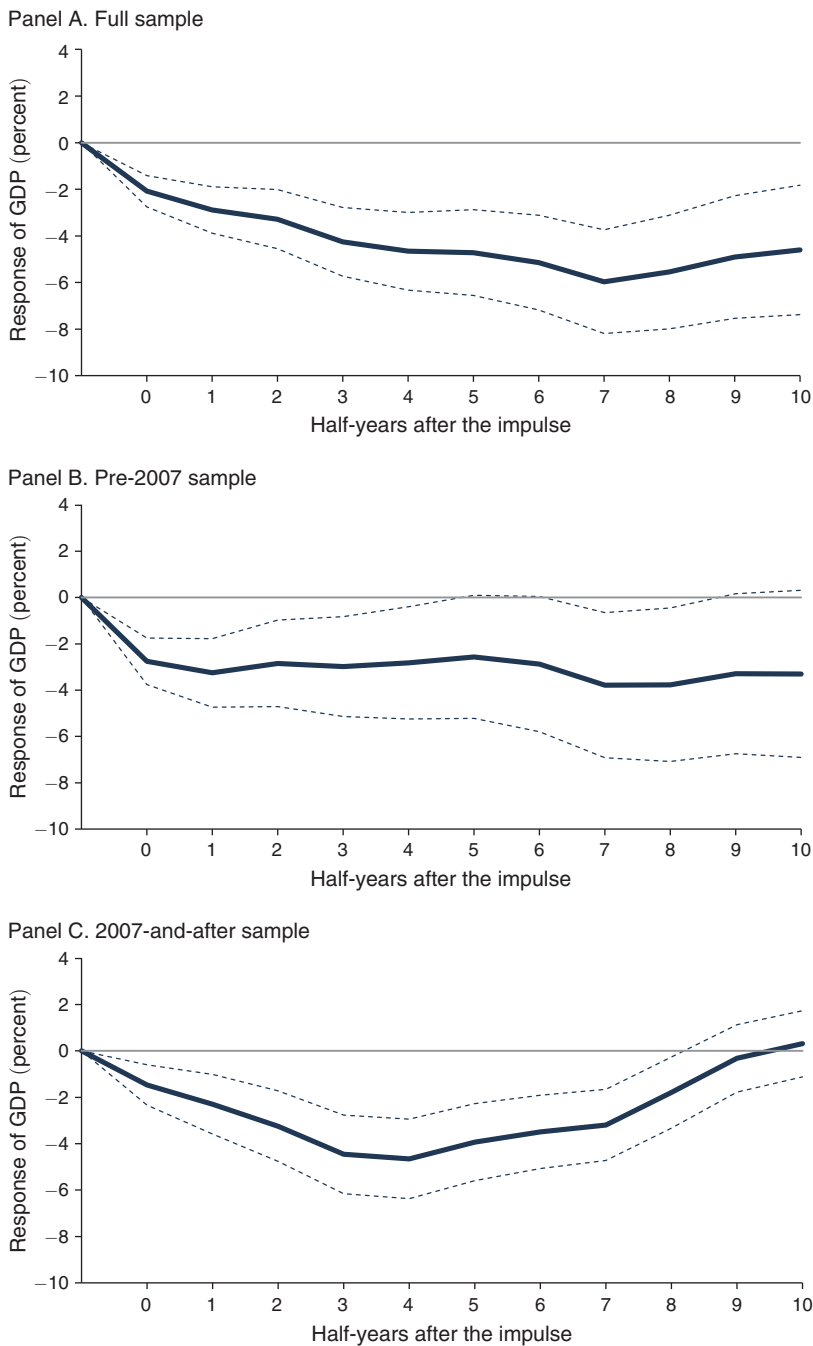 Panel A. Full sample
Response of GDP (percent)
4
2
0
−2
−4
−6
−8
−10
0 1 2 3 4 5 6 7 8 9 10
Half-years after the impulse
Panel B. Pre-2007 sample
Response of GDP (percent)
4
2
0
−2
−4
−6
−8
−10
0 1 2 3 4 5 6 7 8 9 10
Half-years after the impulse
Panel C. 2007-and-after sample
Response of GDP (percent)
4
2
0
−2
−4
−6
−8
−10
0 1 2 3 4 5 6 7 8 9 10
Half-years after the impulse